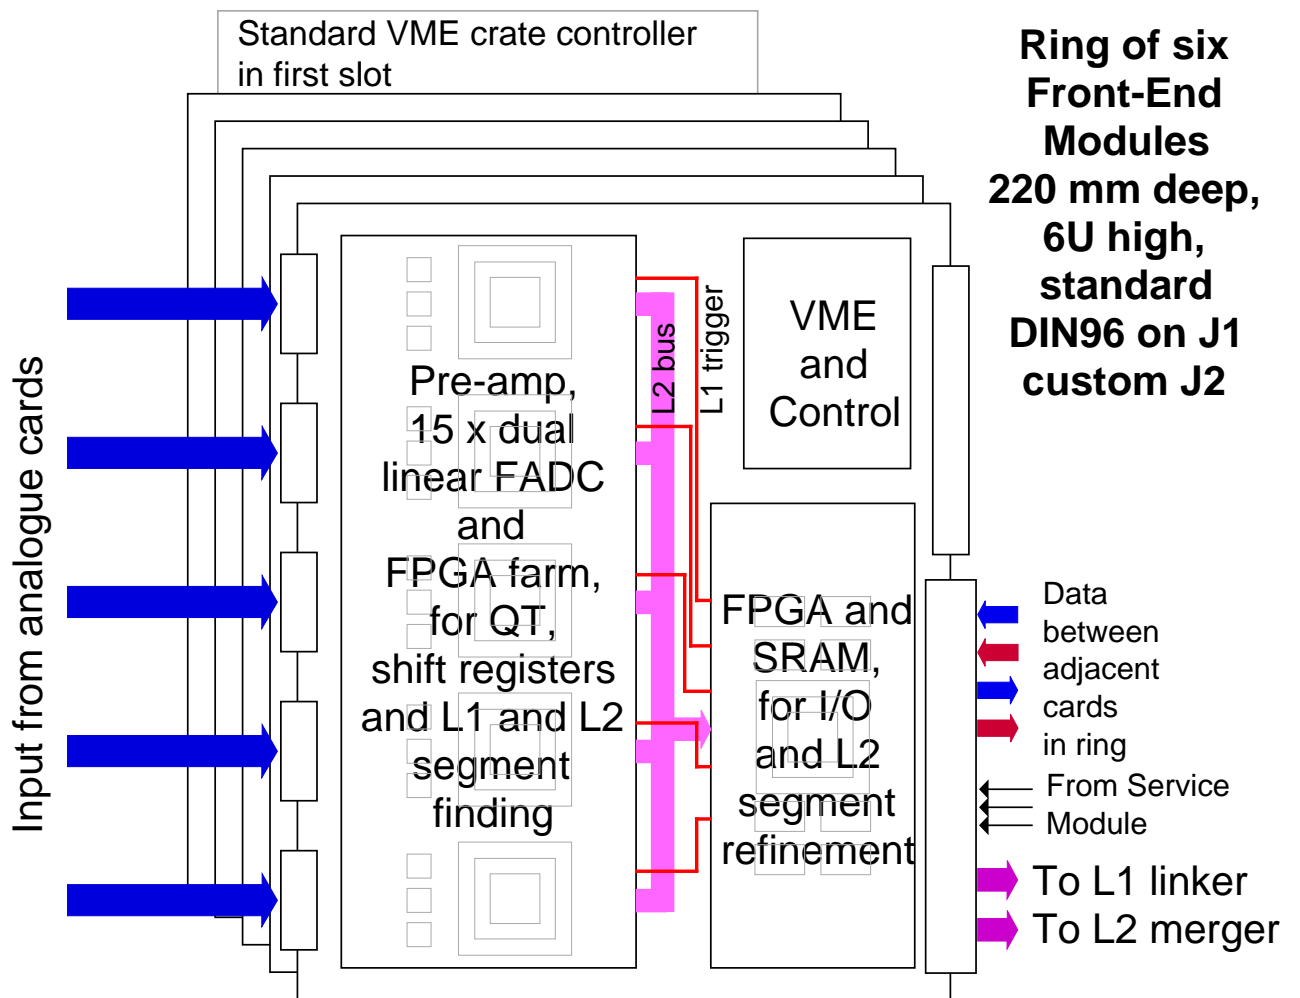 Standard VME crate controller
in first slot
Ring of six
Front-End
Modules
220 mm deep,
6U high,
standard
DIN96 on J1
custom J2
Input from analogue cards
Pre-amp,
15 x dual
linear FADC
and
FPGA farm,
for QT,
shift registers
and L1 and L2
segment
finding
L2 bus
L1 trigger
VME
and
Control
FPGA and
SRAM,
for I/O
and L2
segment
refinement
Data
between
adjacent
cards
in ring
From Service
Module
To L1 linker
To L2 merger